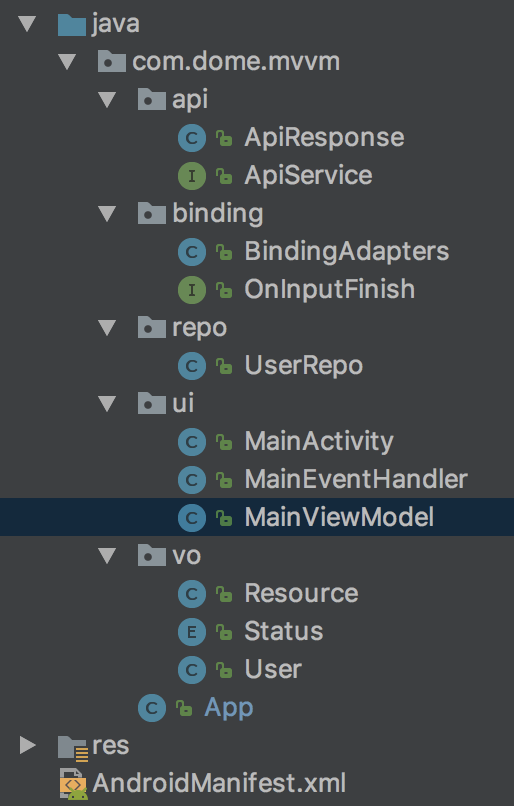 java
com.dome.mvvm
api
C ApiResponse
I ApiService
binding
C BindingAdapters
I OnInputFinish
repo
C UserRepo
ui
C MainActivity
C MainEventHandler
C MainViewModel
vo
C Resource
E Status
C User
C App
res
<> AndroidManifest.xml